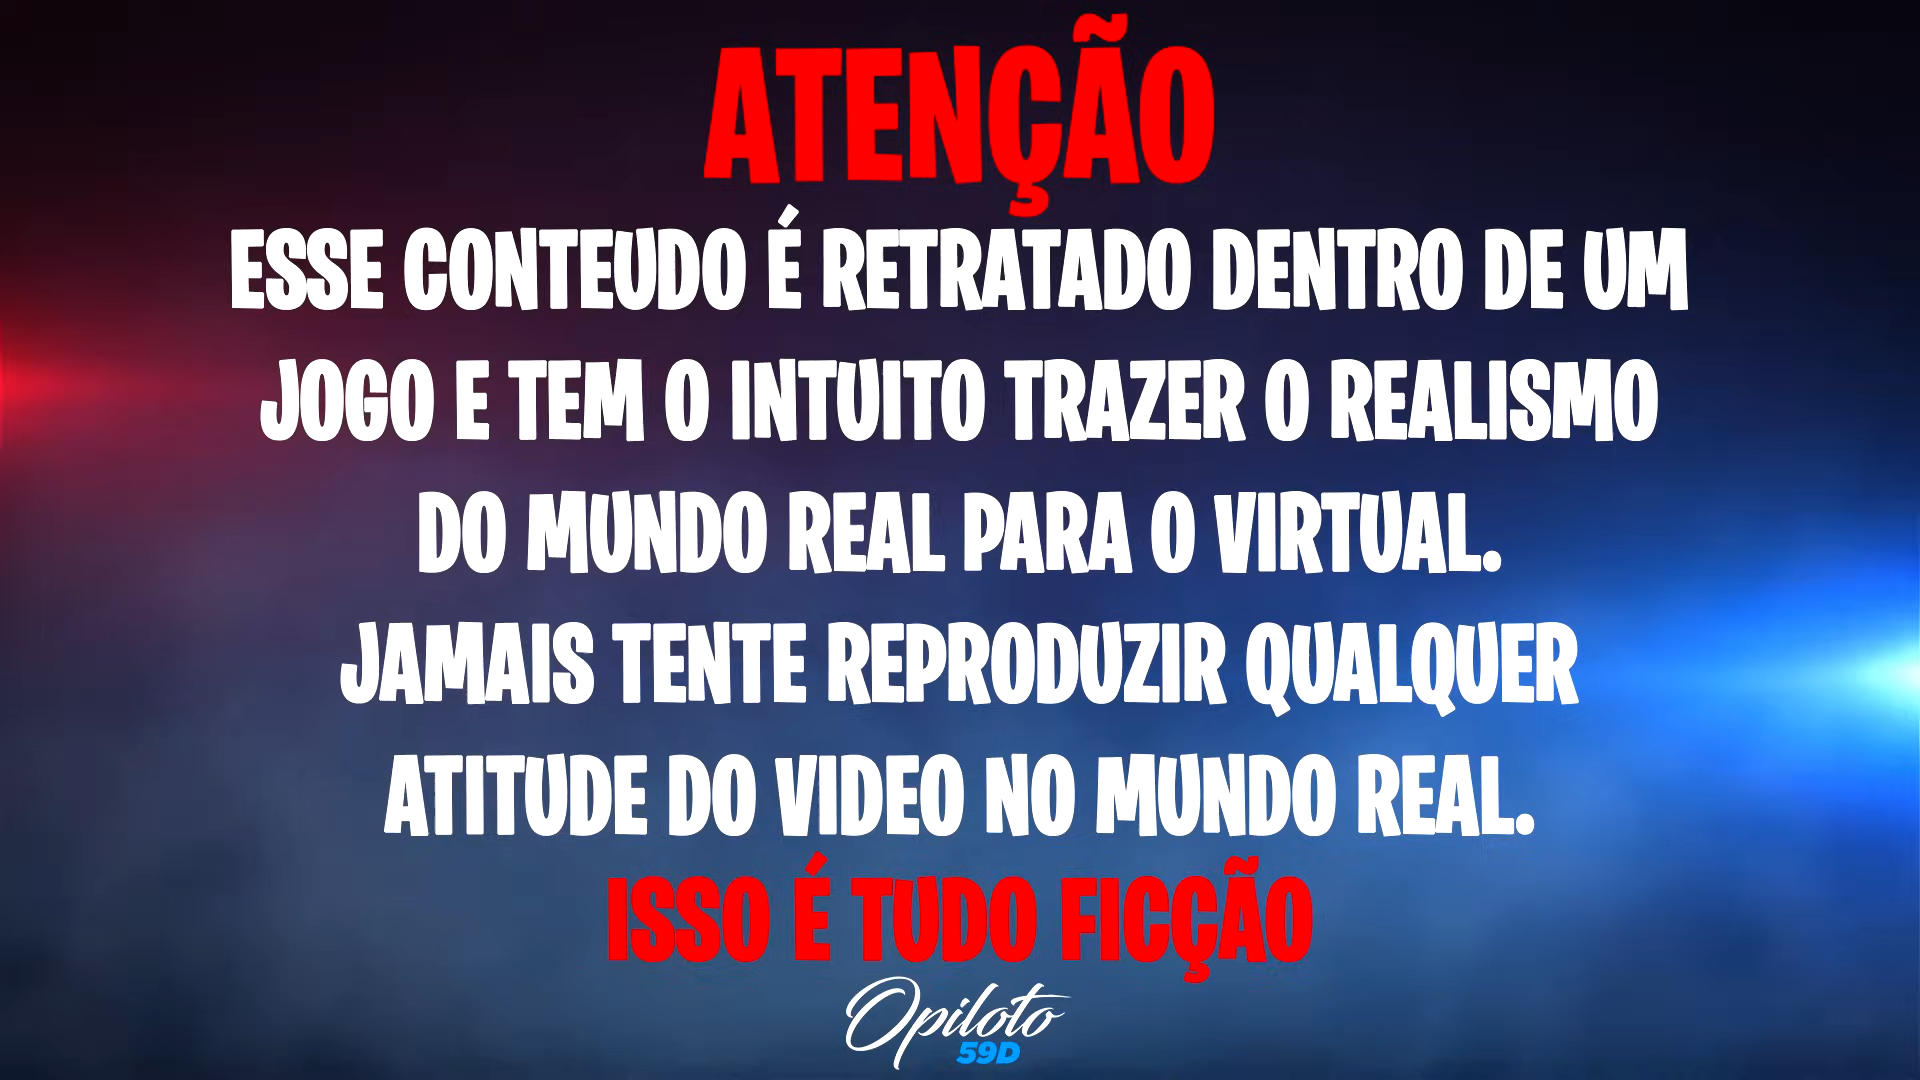 ATENÇÃO
ESSE CONTEUDO É RETRATADO DENTRO DE UM
JOGO E TEM O INTUITO TRAZER O REALISMO
DO MUNDO REAL PARA O VIRTUAL.
JAMAIS TENTE REPRODUZIR QUALQUER
ATITUDE DO VIDEO NO MUNDO REAL.
ISSO É TUDO FICÇÃO
Opiloto
59D